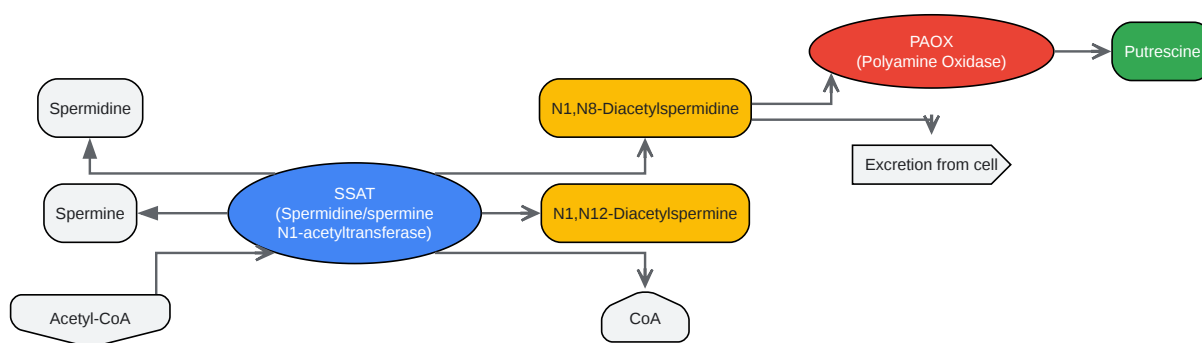 PAOX
(Polyamine Oxidase)
Putrescine
Spermidine
N1,N8-Diacetylspermidine
Excretion from cell
SSAT
(Spermidine/spermine
N1-acetyltransferase)
Spermine
N1,N12-Diacetylspermine
Acetyl-CoA
CoA